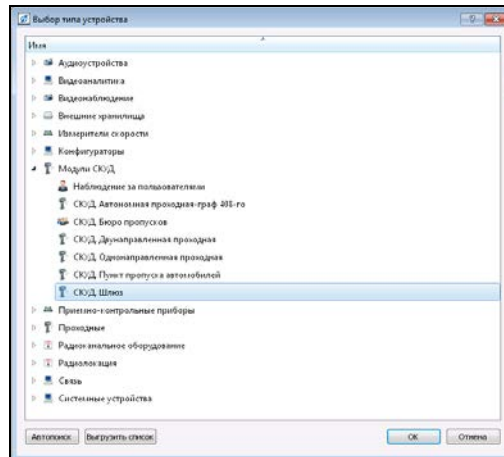 Выбор типа устройства
Имя
Аудиоустройства
Видеоаналитика
Видеонаблюдение
Внешние хранилища
Измерители скорости
Конфигураторы
Модули СКУД
Наблюдение за пользователями
СКУД, Автономная проходная-граф 408-го
СКУД, Бюро пропусков
СКУД, Двунаправленная проходная
СКУД, Однонаправленная проходная
СКУД, Пункт пропуска автомобилей
СКУД, Шлюз
Приемно-контрольные приборы
Проходные
Радиоканальное оборудование
Радиолокация
Связь
Системные устройства
Автопоиск Выгрузить список OK Отмена